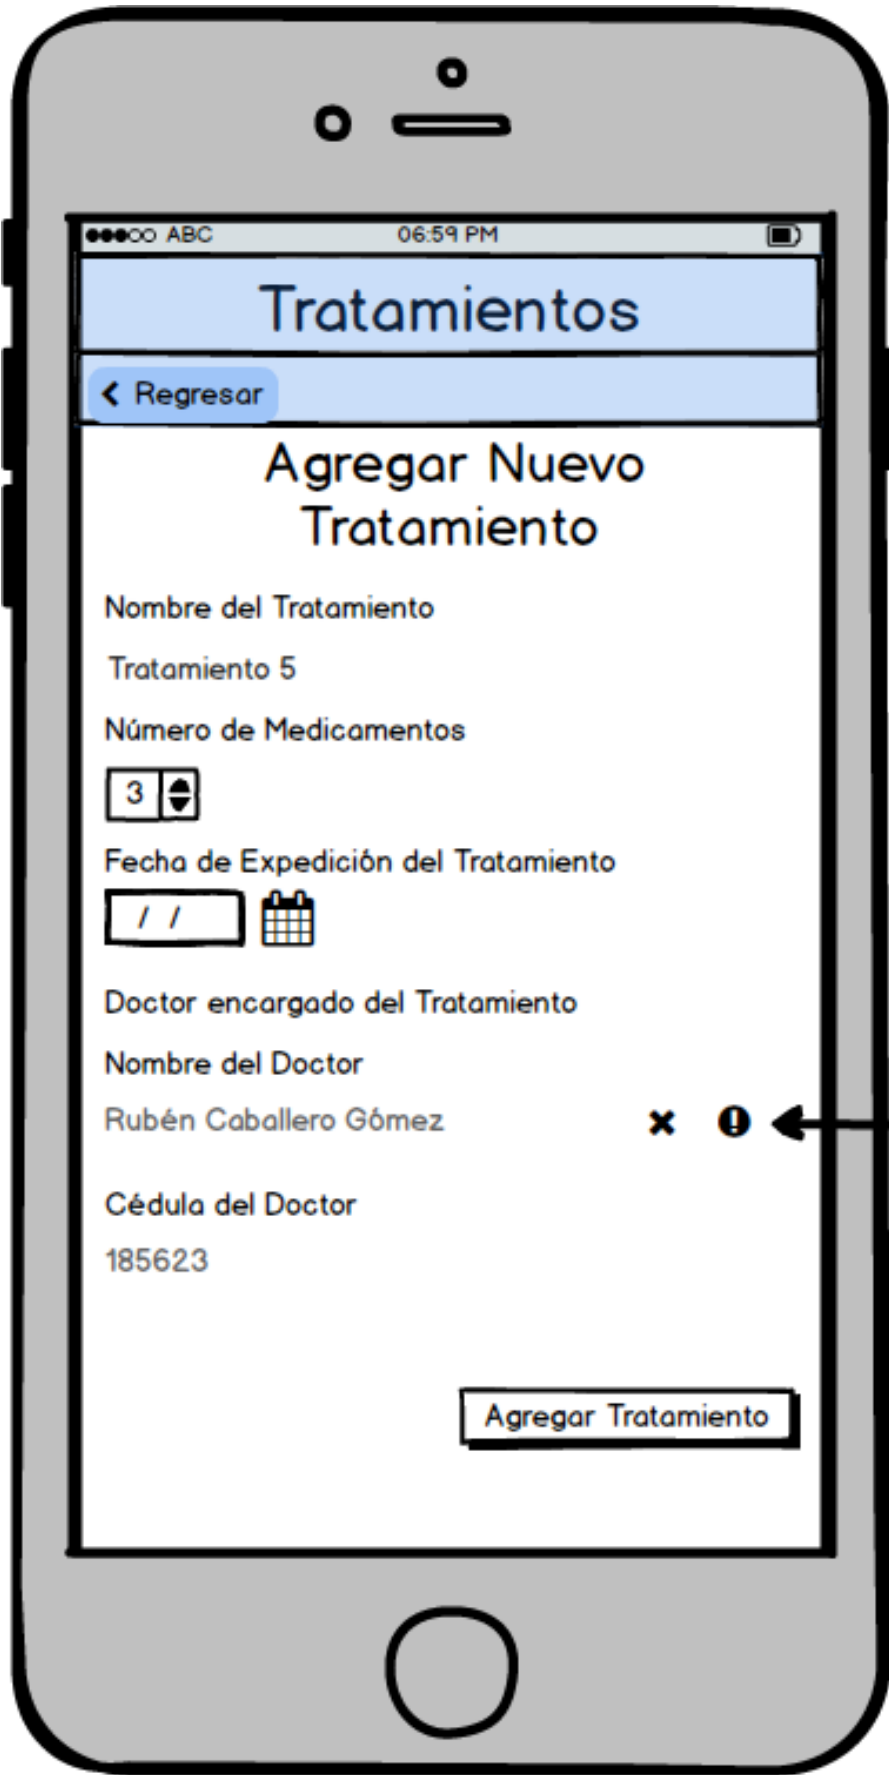 ABC 06:59 PM
Tratamientos
Regresar
Agregar Nuevo
Tratamiento
Nombre del Tratamiento
Tratamiento 5
Número de Medicamentos
3
Fecha de Expedición del Tratamiento
/ /
Doctor encargado del Tratamiento
Nombre del Doctor
Rubén Caballero Gómez
Cédula del Doctor
185623
Agregar Tratamiento